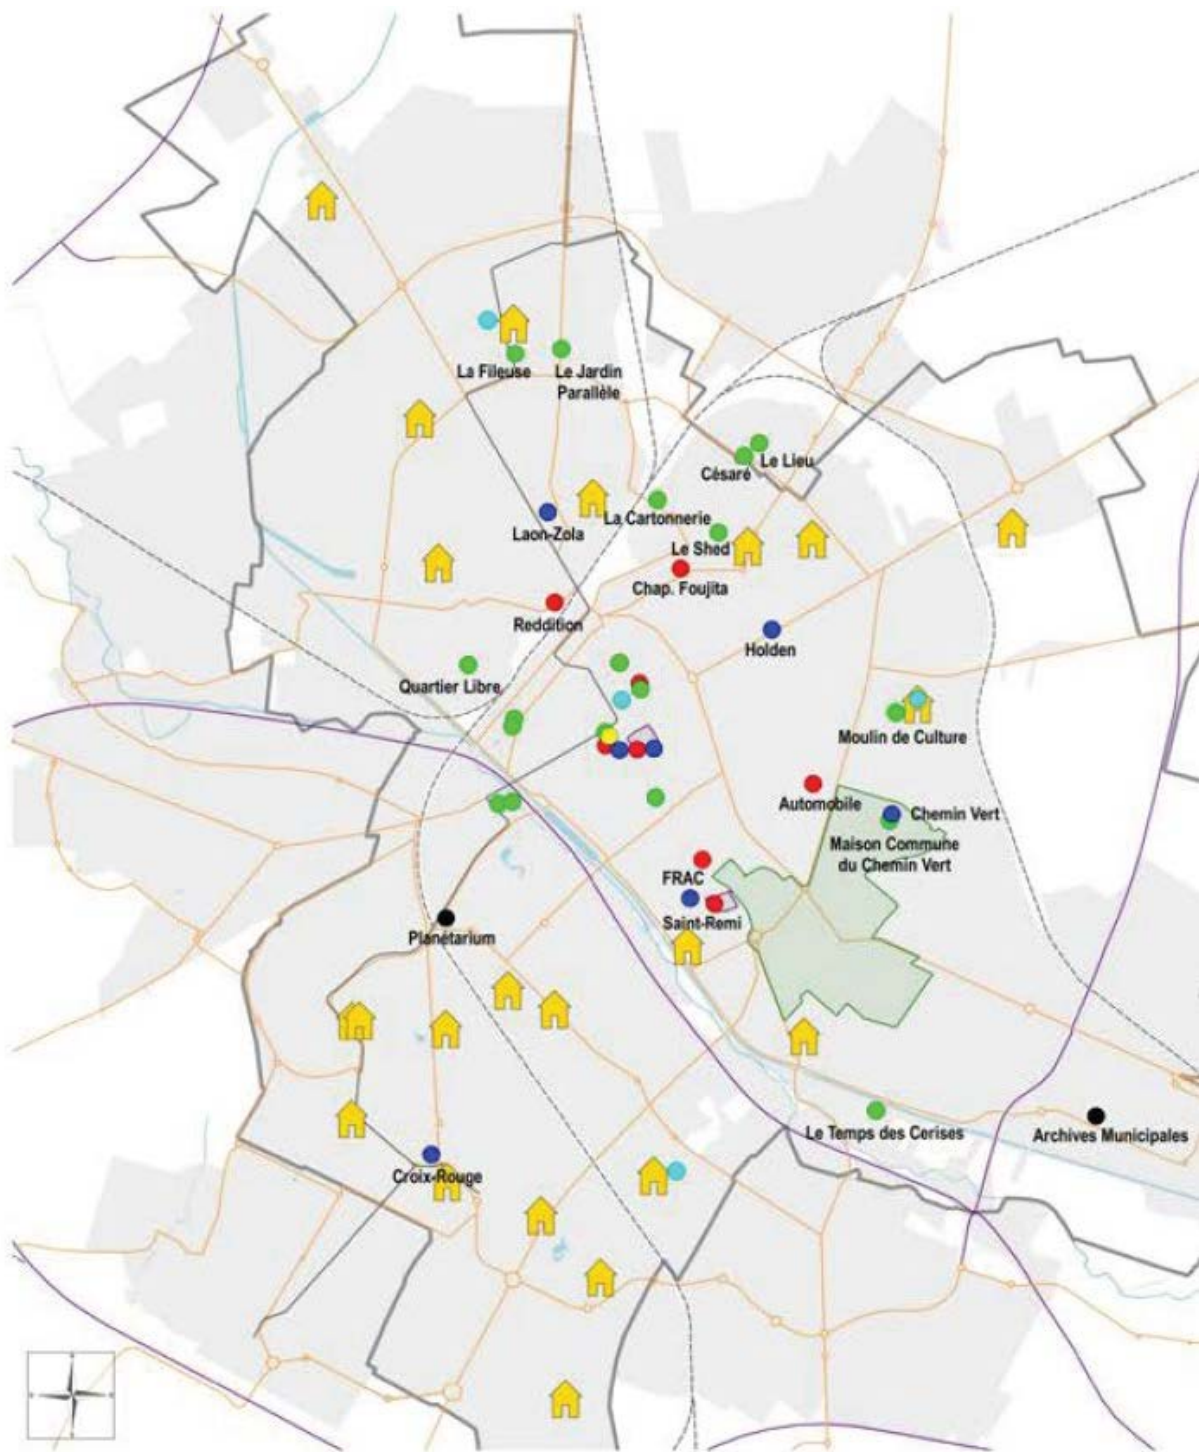 La Fileuse
Le Jardin
Parallèle
Césaré
Le Lieu
La Cartonnerie
Laon-Zola
Le Shed
Chap. Foujita
Reddition
Holden
Quartier Libre
Moulin de Culture
Automobile
Chemin Vert
Maison Commune
du Chemin Vert
FRAC
Saint-Remi
Planétarium
Le Temps des Cerises
Archives Municipales
Croix-Rouge